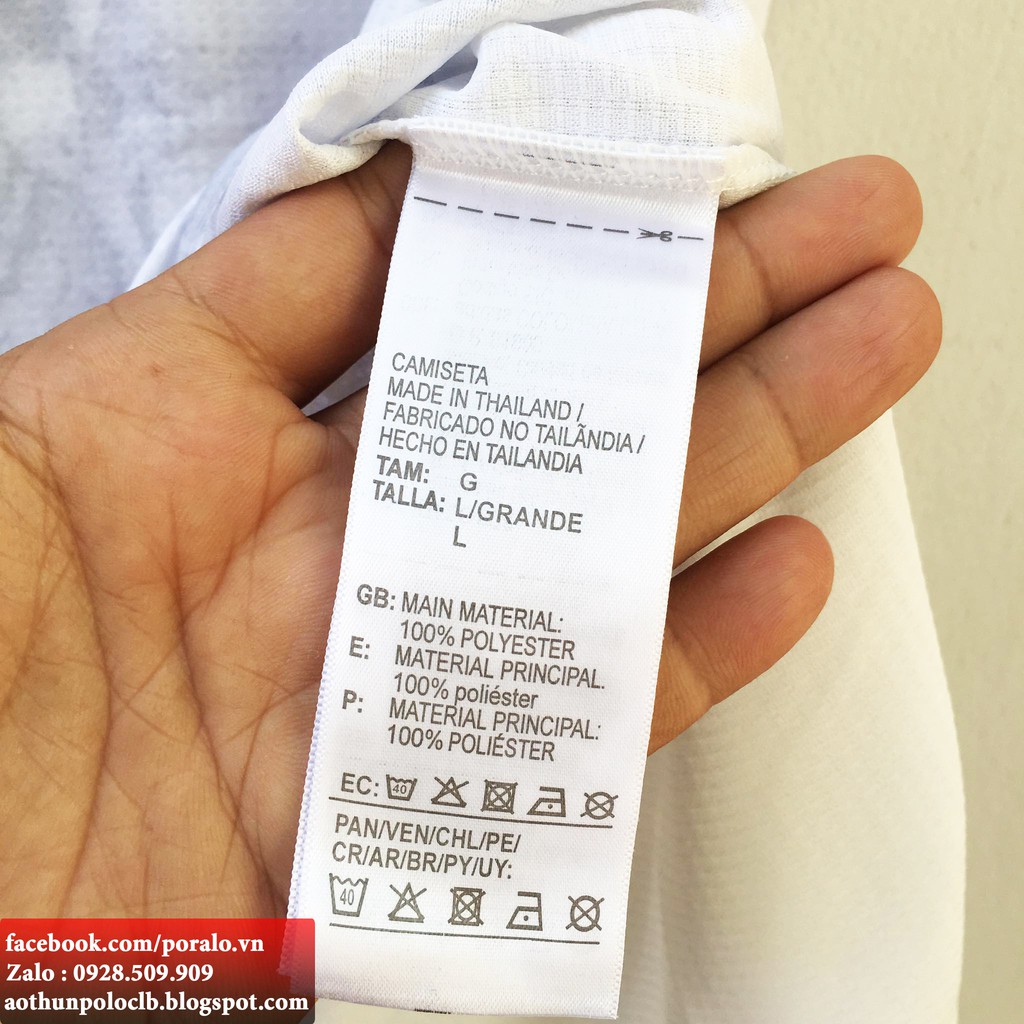 CAMISETA
MADE IN THAILAND /
FABRICADO NO TAILÃNDIA /
HECHO EN TAILANDIA
TAM: G
TALLA: L/GRANDE
L
GB: MAIN MATERIAL:
100% POLYESTER
E: MATERIAL PRINCIPAL.
100% poliéster
P: MATERIAL PRINCIPAL:
100% POLIÉSTER
EC: 40
PAN/VEN/CHL/PE/
CR/AR/BR/PY/UY:
40
facebook.com/poralo.vn
Zalo : 0928.509.909
aothunpoloclb.blogspot.com